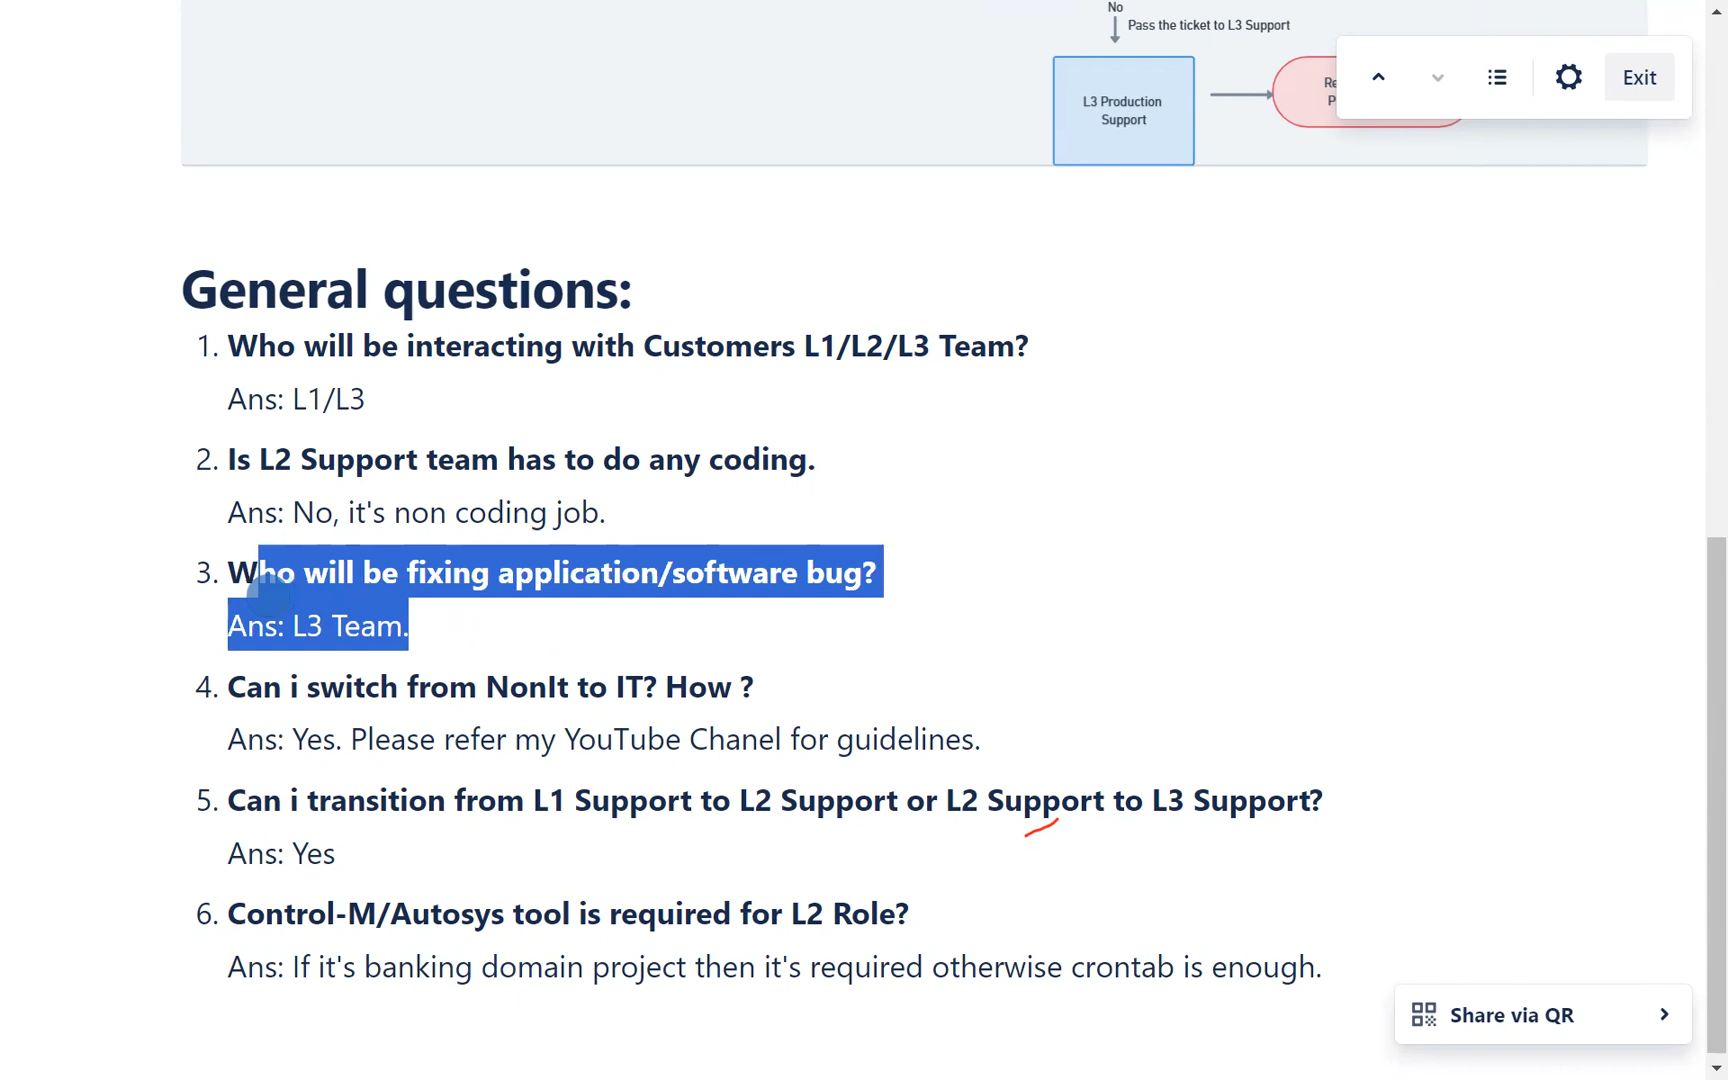 No
Pass the ticket to L3 Support
L3 Production
Support
Exit
General questions:
1. Who will be interacting with Customers L1/L2/L3 Team?
Ans: L1/L3
2. Is L2 Support team has to do any coding.
Ans: No, it's non coding job.
3. Who will be fixing application/software bug?
Ans: L3 Team.
4. Can i switch from NonIt to IT? How ?
Ans: Yes. Please refer my YouTube Chanel for guidelines.
5. Can i transition from L1 Support to L2 Support or L2 Support to L3 Support?
Ans: Yes
6. Control-M/Autosys tool is required for L2 Role?
Ans: If it's banking domain project then it's required otherwise crontab is enough.
Share via QR